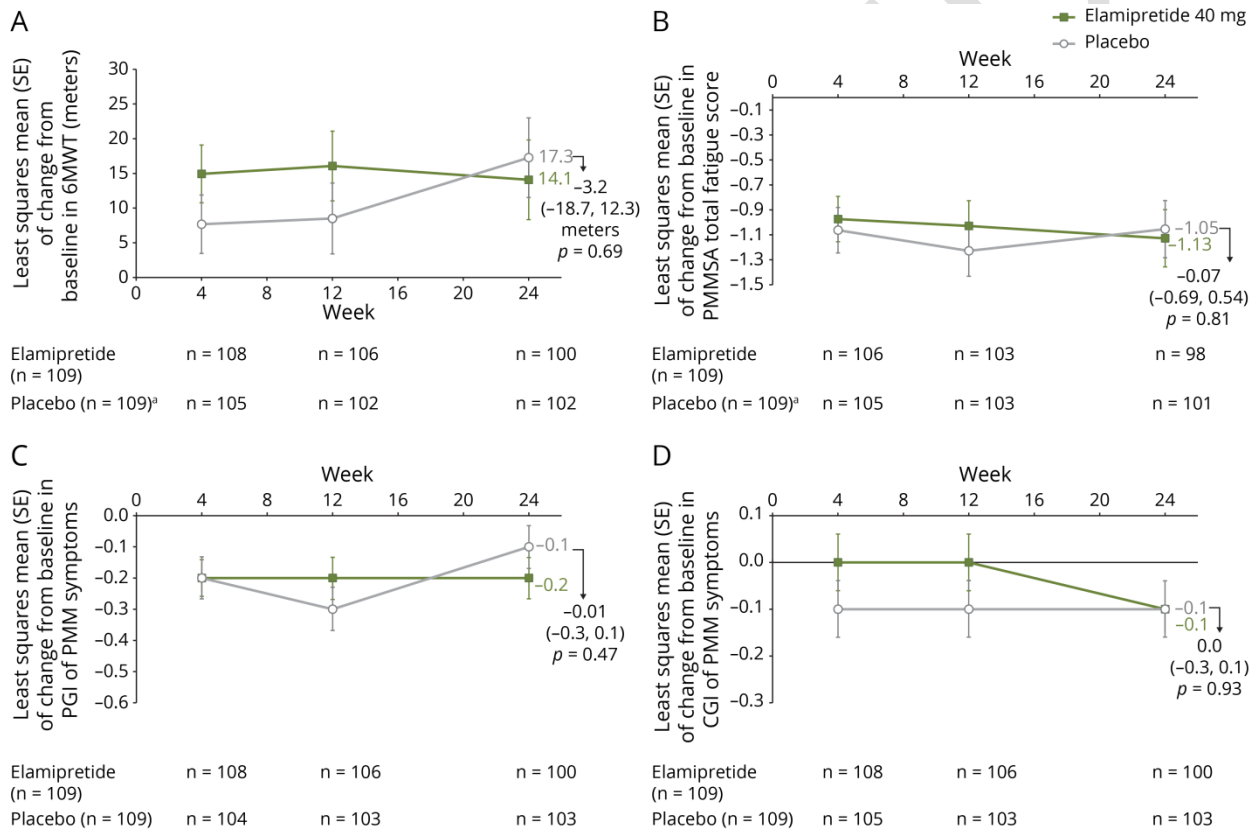 Elamipretide 40 mg
Placebo
A
Least squares mean (SE)
of change from
baseline in 6MWT (meters)
30
25
20
15
10
5
0
0 4 8 12 16 20 24
Week
17.3
14.1
–3.2
(–18.7, 12.3)
meters
p = 0.69
Elamipretide
(n = 109)
n = 108 n = 106 n = 100
Placebo (n = 109)ᵃ n = 105 n = 102 n = 102
B
Week
0 4 8 12 16 20 24
Least squares mean (SE)
of change from baseline in
PMMSA total fatigue score
–0.1
–0.3
–0.5
–0.7
–0.9
–1.1
–1.3
–1.5
–1.05
–1.13
–0.07
(–0.69, 0.54)
p = 0.81
Elamipretide
(n = 109)
n = 106 n = 103 n = 98
Placebo (n = 109)ᵃ n = 105 n = 103 n = 101
C
Week
0 4 8 12 16 20 24
Least squares mean (SE)
of change from baseline in
PGI of PMM symptoms
0.0
–0.1
–0.2
–0.3
–0.4
–0.5
–0.6
–0.1
–0.2
–0.01
(–0.3, 0.1)
p = 0.47
Elamipretide
(n = 109)
n = 108 n = 106 n = 100
Placebo (n = 109) n = 104 n = 103 n = 103
D
Week
0 4 8 12 16 20 24
Least squares mean (SE)
of change from baseline in
CGI of PMM symptoms
0.1
0.0
–0.1
–0.2
–0.3
–0.1
–0.1
0.0
(–0.3, 0.1)
p = 0.93
Elamipretide
(n = 109)
n = 108 n = 106 n = 100
Placebo (n = 109) n = 105 n = 103 n = 103